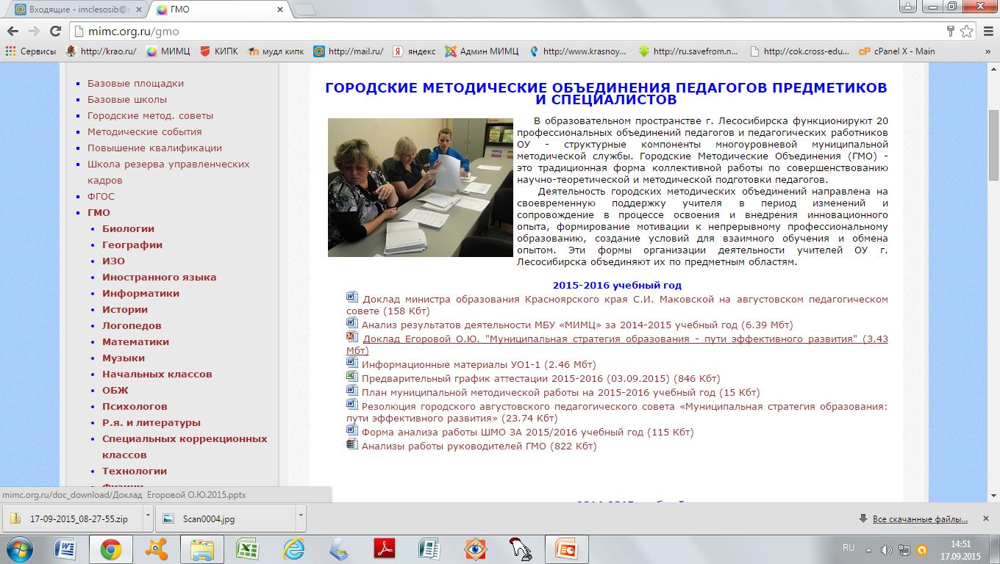 Входящие - imclesosib@
ГМО
mimc.org.ru/gmo
Сервисы
http://krao.ru/
МИМЦ
КИПК
мудл кипк
http://mail.ru/
яндекс
Админ МИМЦ
http://www.krasnoy...
http://ru.savefrom.n...
http://cok.cross-edu...
cPanel X - Main
»
Базовые площадки
Базовые школы
Городские метод. советы
Методические события
Повышение квалификации
Школа резерва управленческих
кадров
ФГОС
ГМО
Биологии
Географии
ИЗО
Иностранного языка
Информатики
Истории
Логопедов
Математики
Музыки
Начальных классов
ОБЖ
Психологов
Р.я. и литературы
Специальных коррекционных
классов
Технологии
Физики
ГОРОДСКИЕ МЕТОДИЧЕСКИЕ ОБЪЕДИНЕНИЯ ПЕДАГОГОВ ПРЕДМЕТИКОВ
И СПЕЦИАЛИСТОВ
В образовательном пространстве г. Лесосибирска функционируют 20
профессиональных объединений педагогов и педагогических работников
ОУ - структурные компоненты многоуровневой муниципальной
методической службы. Городские Методические Объединения (ГМО) -
это традиционная форма коллективной работы по совершенствованию
научно-теоретической и методической подготовки педагогов.
Деятельность городских методических объединений направлена на
своевременную поддержку учителя в период изменений и
сопровождение в процессе освоения и внедрения инновационного
опыта, формирование мотивации к непрерывному профессиональному
образованию, создание условий для взаимного обучения и обмена
опытом. Эти формы организации деятельности учителей ОУ г.
Лесосибирска объединяют их по предметным областям.
2015-2016 учебный год
Доклад министра образования Красноярского края С.И. Маковской на августовском педагогическом
совете (158 Кбт)
Анализ результатов деятельности МБУ «МИМЦ» за 2014-2015 учебный год (6.39 Мбт)
Доклад Егоровой О.Ю. "Муниципальная стратегия образования - пути эффективного развития" (3.43
Мбт)
Информационные материалы УО1-1 (2.46 Мбт)
Предварительный график аттестации 2015-2016 (03.09.2015) (846 Кбт)
План муниципальной методической работы на 2015-2016 учебный год (15 Кбт)
Резолюция городского августовского педагогического совета «Муниципальная стратегия образования:
пути эффективного развития» (23.74 Кбт)
Форма анализа работы ШМО ЗА 2015/2016 учебный год (115 Кбт)
Анализы работы руководителей ГМО (822 Кбт)
mimc.org.ru/doc_download/Доклад Егоровой О.Ю.2015.pptx
17-09-2015_08-27-55.zip
Scan0004.jpg
Все скачанные файлы...
RU
14:51
17.09.2015